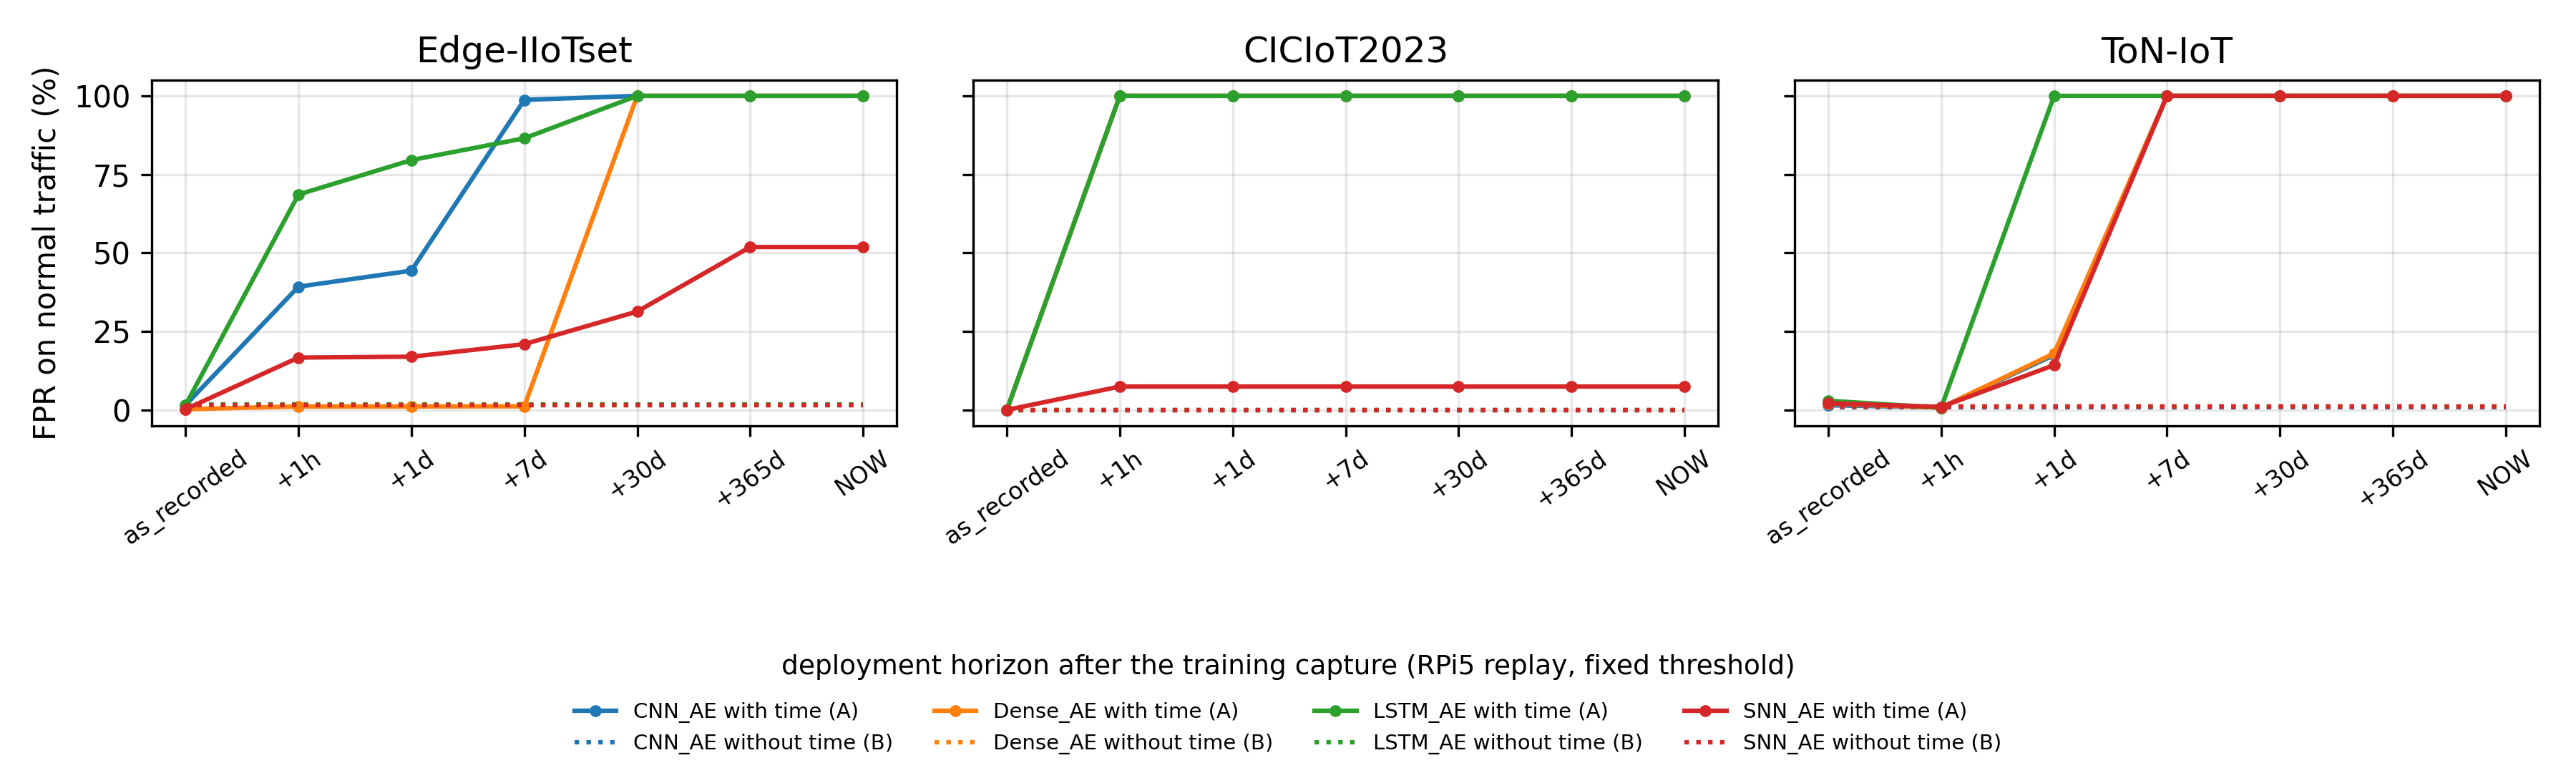 Edge-IIoTset
CICIoT2023
ToN-IoT
FPR on normal traffic (%)
100
75
50
25
0
as_recorded
+1h
+1d
+7d
+30d
+365d
NOW
as_recorded
+1h
+1d
+7d
+30d
+365d
NOW
as_recorded
+1h
+1d
+7d
+30d
+365d
NOW
deployment horizon after the training capture (RPi5 replay, fixed threshold)
CNN_AE with time (A)
Dense_AE with time (A)
LSTM_AE with time (A)
SNN_AE with time (A)
CNN_AE without time (B)
Dense_AE without time (B)
LSTM_AE without time (B)
SNN_AE without time (B)